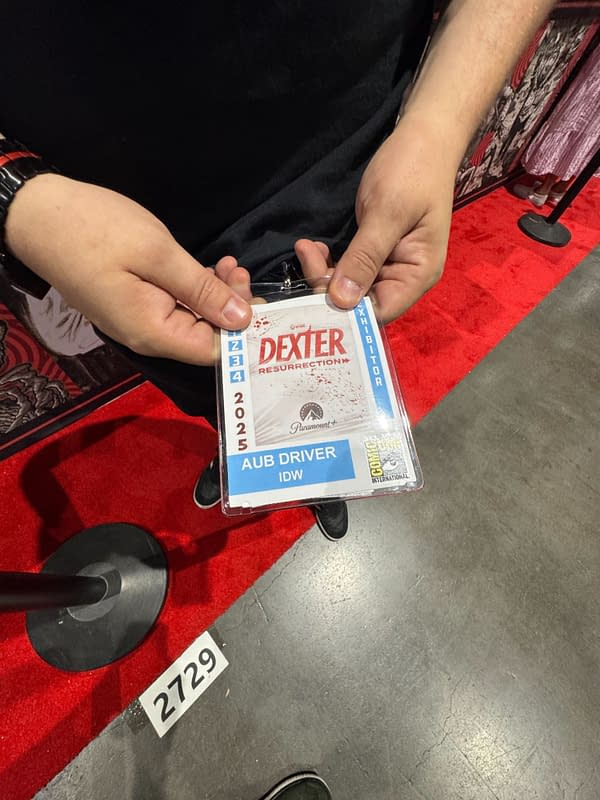 1
2
3
4
2025
EXHIBITOR
DEXTER
RESURRECTION
Paramount+
AUB DRIVER
IDW
COMIC
CON
INTERNATIONAL
2729